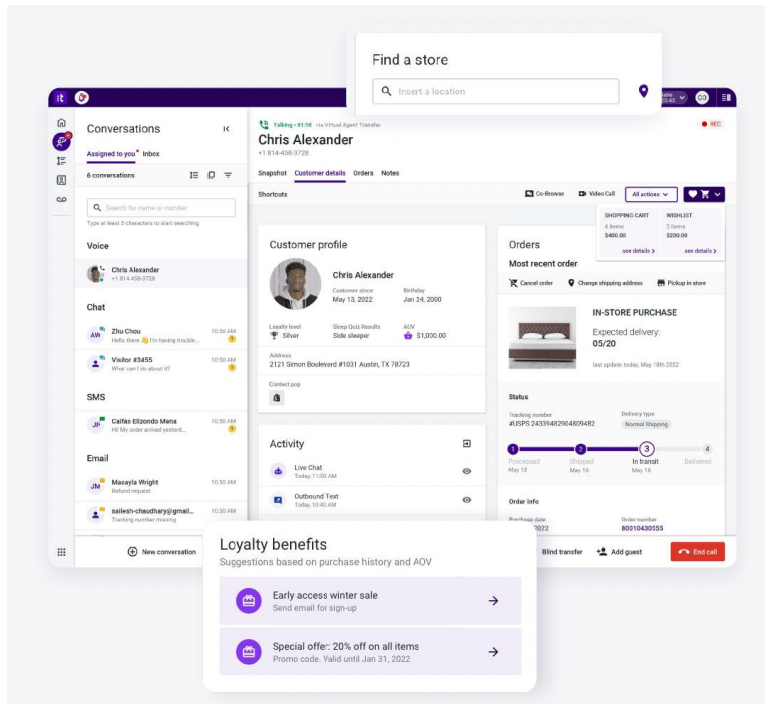 Find a store
Insert a location
:t
CO
Conversations
Assigned to you
Inbox
6 conversations
Search for name or number
Type at least 3 characters to start searching
Voice
Chris Alexander
+1 814-458-3728
Chat
AW
Zhu Chou
10:50 AM
Hello there 👋 I'm having trouble...
1
Visitor #3455
10:50 AM
What can I do about it?
1
SMS
JP
Caifas Elizondo Mena
10:50 AM
Hi! My order arrived yesterd...
1
Email
JM
Macayla Wright
10:50 AM
Refund request
sailesh-chaudhary@gmail...
10:50 AM
Tracking number missing
New conversation
Talking • 01:58 via Virtual Agent Transfer
REC
Chris Alexander
+1 814-458-3728
Snapshot
Customer details
Orders
Notes
Shortcuts
Co-Browse
Video Call
All actions
SHOPPING CART
4 items
$400.00
see details >
WISHLIST
2 items
$200.00
see details >
Customer profile
Chris Alexander
Customer since
May 13, 2022
Birthday
Jan 24, 2000
Loyalty level
Silver
Sleep Quiz Results
Side sleeper
AOV
$1,000.00
Address
2121 Simon Boulevard #1031 Austin, TX 78723
Contact pop
Activity
Live Chat
Today, 11:00 AM
Outbound Text
Today, 10:40 AM
Orders
Most recent order
Cancel order
Change shipping address
Pickup in store
IN-STORE PURCHASE
Expected delivery:
05/20
last update: today, May 18th 2022
Status
Tracking number
#USPS 24339482904809482
Delivery type
Normal Shipping
1
2
3
4
Processed
May 13
Shipped
May 15
In transit
May 18
Delivered
Order info
Purchase date
2022
Order number
80010430555
Blind transfer
Add guest
End call
Loyalty benefits
Suggestions based on purchase history and AOV
Early access winter sale
Send email for sign-up
Special offer: 20% off on all items
Promo code. Valid until Jan 31, 2022